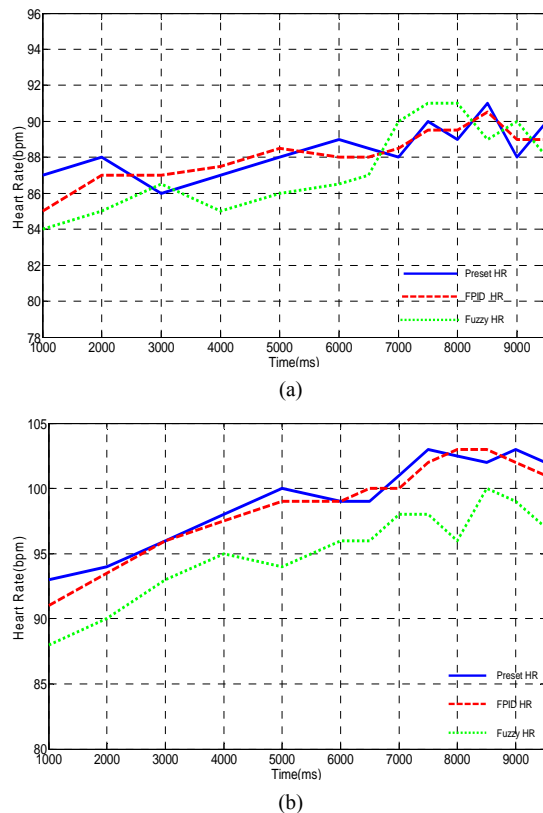 96
94
92
90
88
86
84
82
80
78
Heart Rate(bpm)
Preset HR
FPID HR
Fuzzy HR
1000 2000 3000 4000 5000 6000 7000 8000 9000
Time(ms)
(a)
105
100
95
90
85
80
Heart Rate(bpm)
Preset HR
FPID HR
Fuzzy HR
1000 2000 3000 4000 5000 6000 7000 8000 9000
Time(ms)
(b)